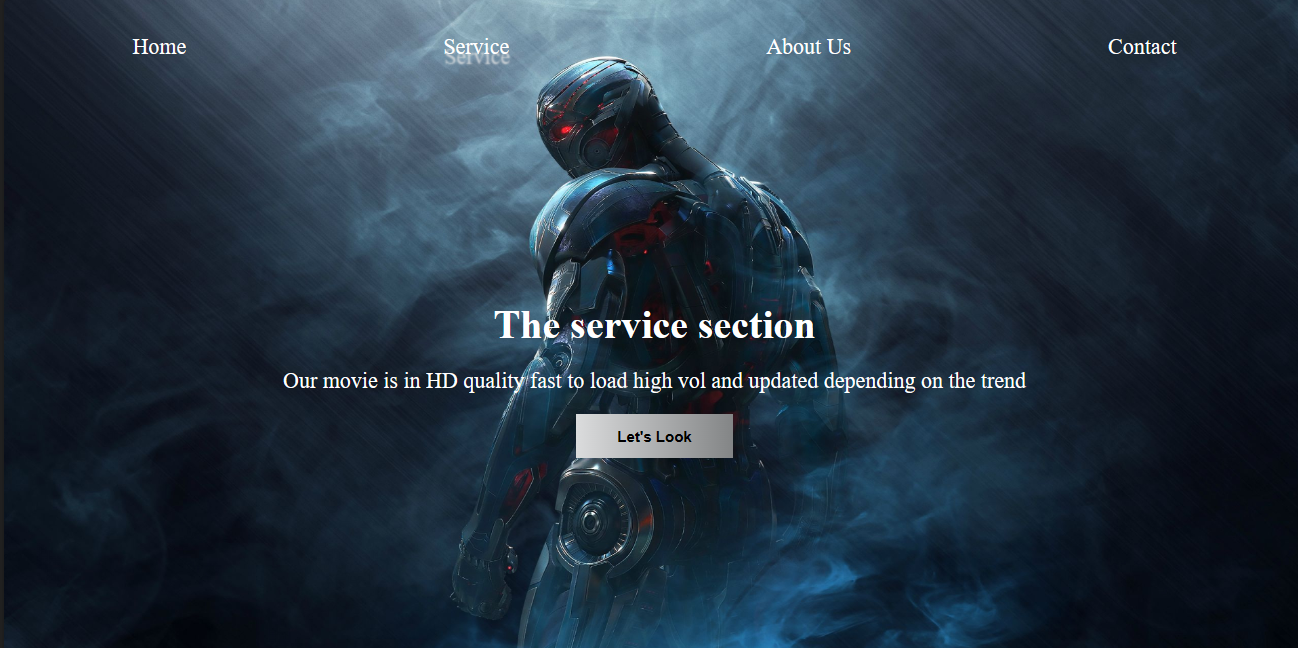 Home Service About Us Contact
The service section
Our movie is in HD quality fast to load high vol and updated depending on the trend
Let's Look